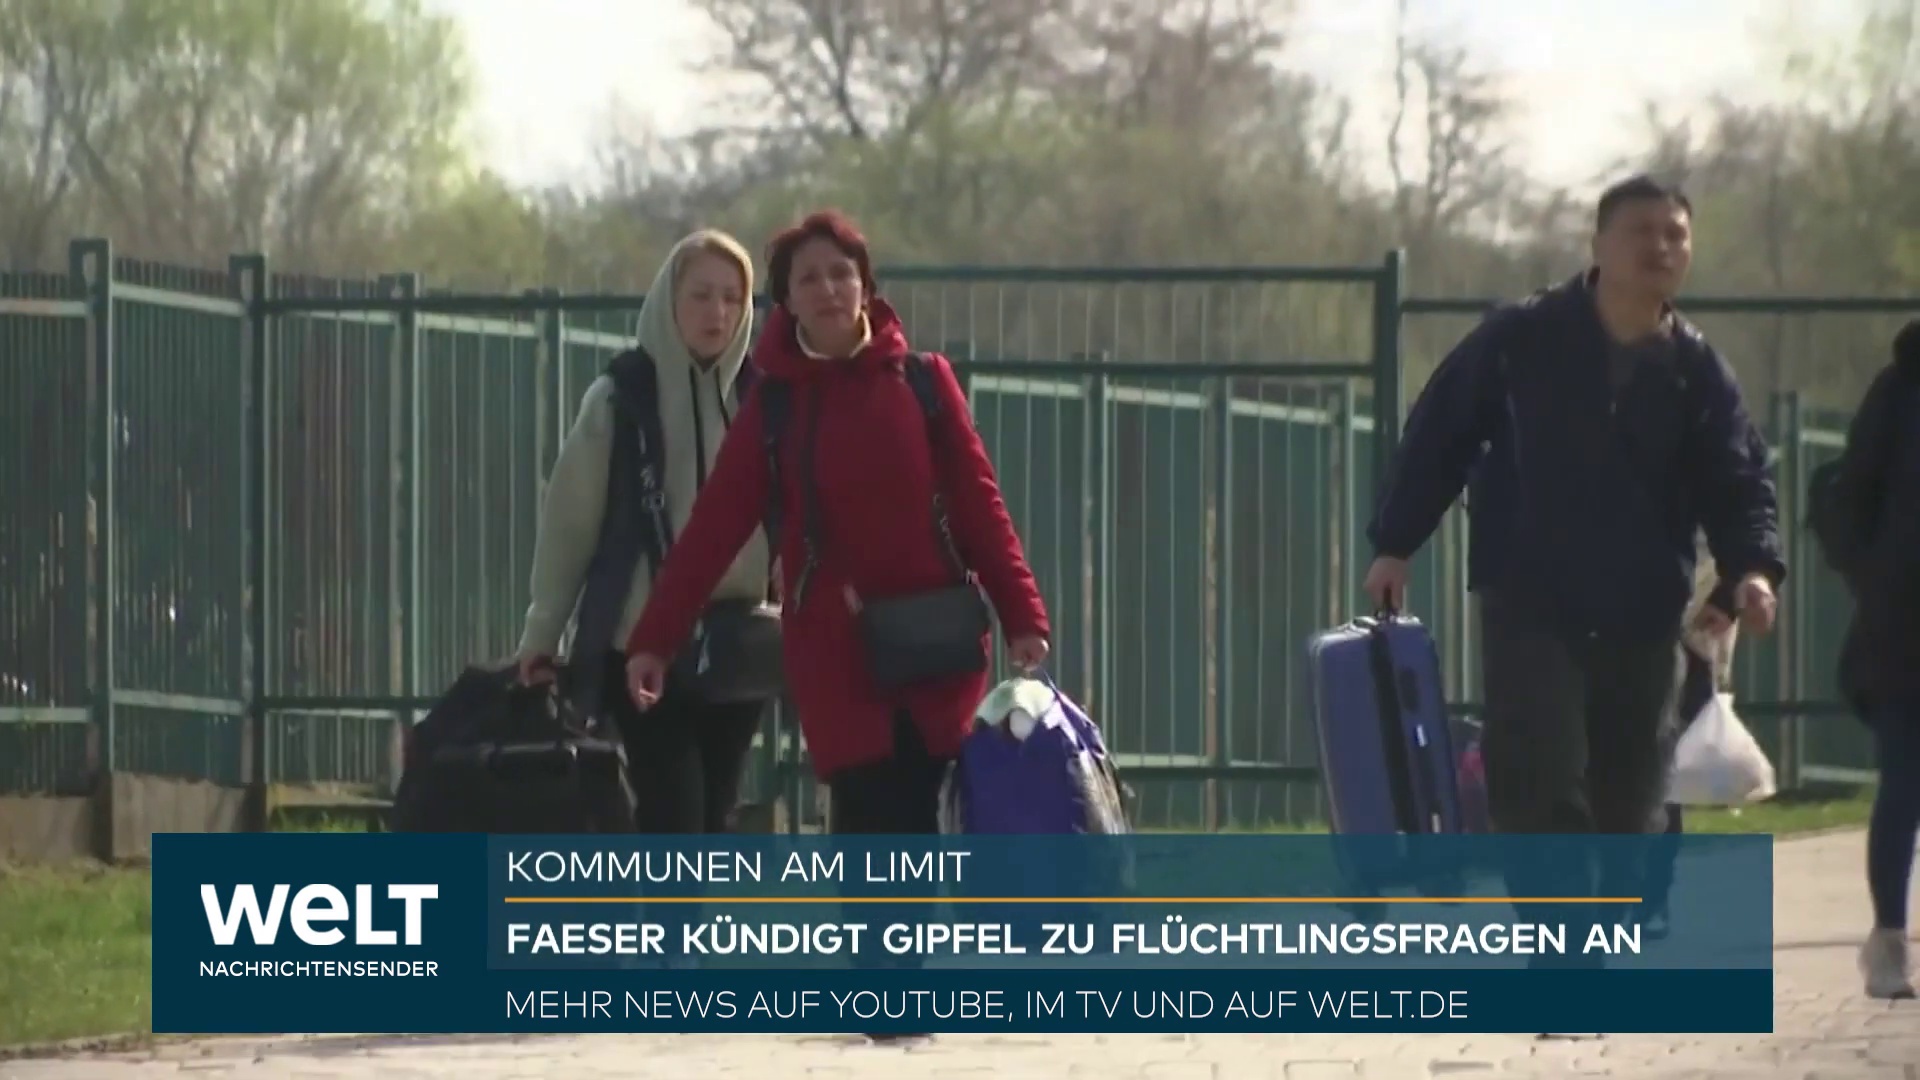 KOMMUNEN AM LIMIT
WELT
NACHRICHTENSENDER
FAESER KÜNDIGT GIPFEL ZU FLÜCHTLINGSFRAGEN AN
MEHR NEWS AUF YOUTUBE, IM TV UND AUF WELT.DE